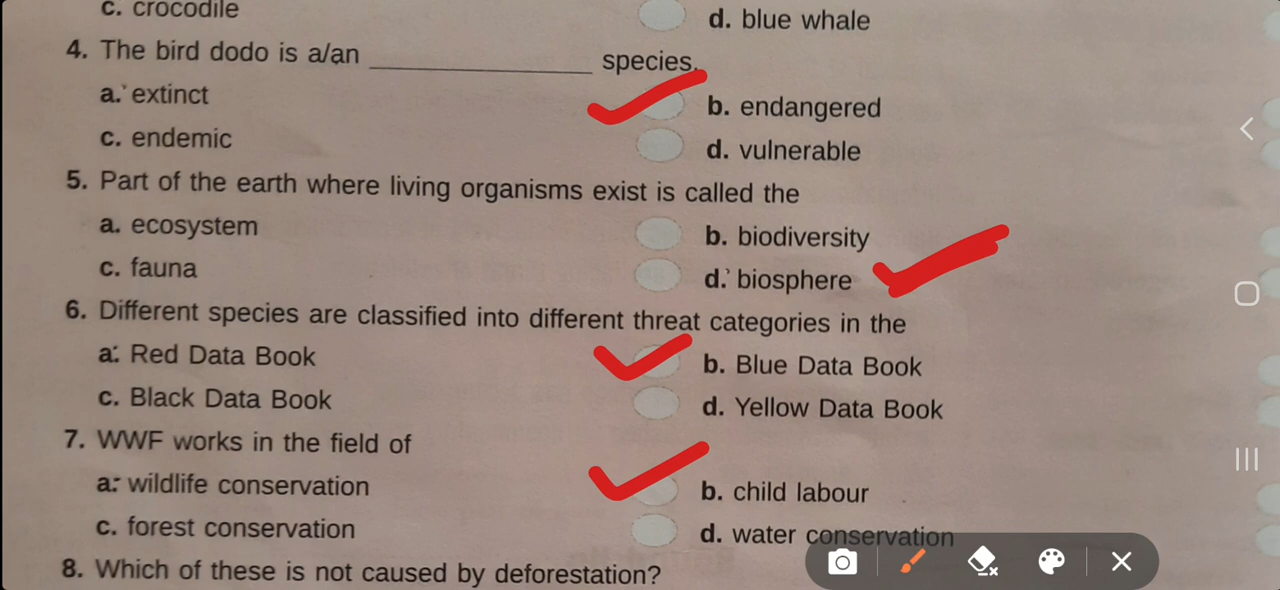 c. crocodile
d. blue whale
4. The bird dodo is a/an ____________ species.
a. extinct
b. endangered
c. endemic
d. vulnerable
5. Part of the earth where living organisms exist is called the
a. ecosystem
b. biodiversity
c. fauna
d. biosphere
6. Different species are classified into different threat categories in the
a. Red Data Book
b. Blue Data Book
c. Black Data Book
d. Yellow Data Book
7. WWF works in the field of
a. wildlife conservation
b. child labour
c. forest conservation
d. water conservation
8. Which of these is not caused by deforestation?